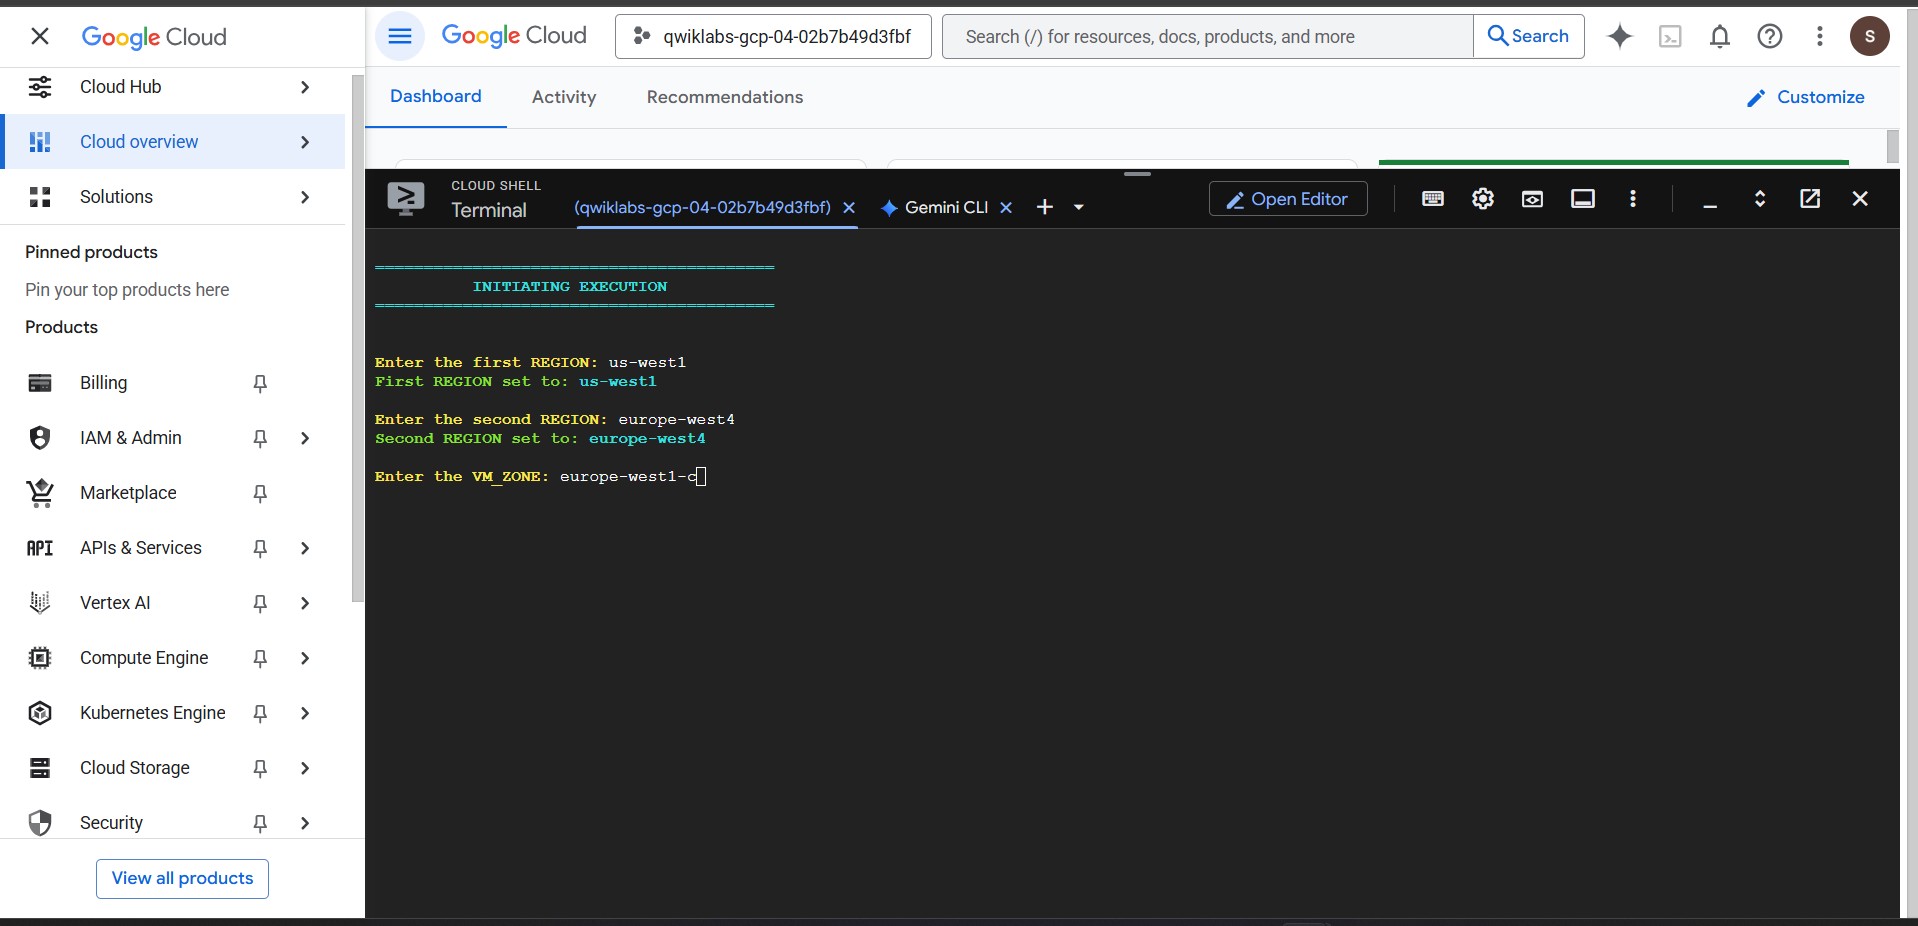 Google Cloud
Cloud Hub
Cloud overview
Solutions
Pinned products
Pin your top products here
Products
Billing
IAM & Admin
Marketplace
API APIs & Services
Vertex AI
Compute Engine
Kubernetes Engine
Cloud Storage
Security
View all products
Google Cloud
qwiklabs-gcp-04-02b7b49d3fbf
Search (/) for resources, docs, products, and more
Search
S
Dashboard Activity Recommendations
Customize
CLOUD SHELL
Terminal
(qwiklabs-gcp-04-02b7b49d3fbf)
Gemini CLI
Open Editor
========================================
INITIATING EXECUTION
========================================
Enter the first REGION: us-west1
First REGION set to: us-west1
Enter the second REGION: europe-west4
Second REGION set to: europe-west4
Enter the VM_ZONE: europe-west1-c